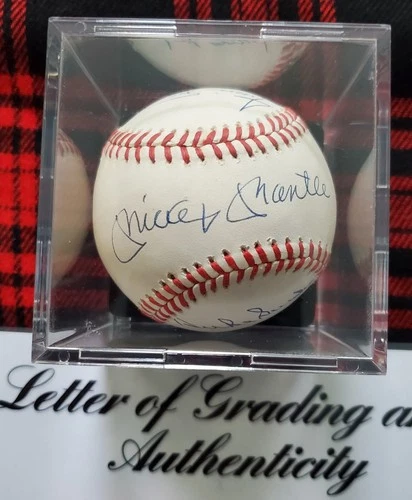 Mickey Mantle
Letter of Grading a
Authenticity